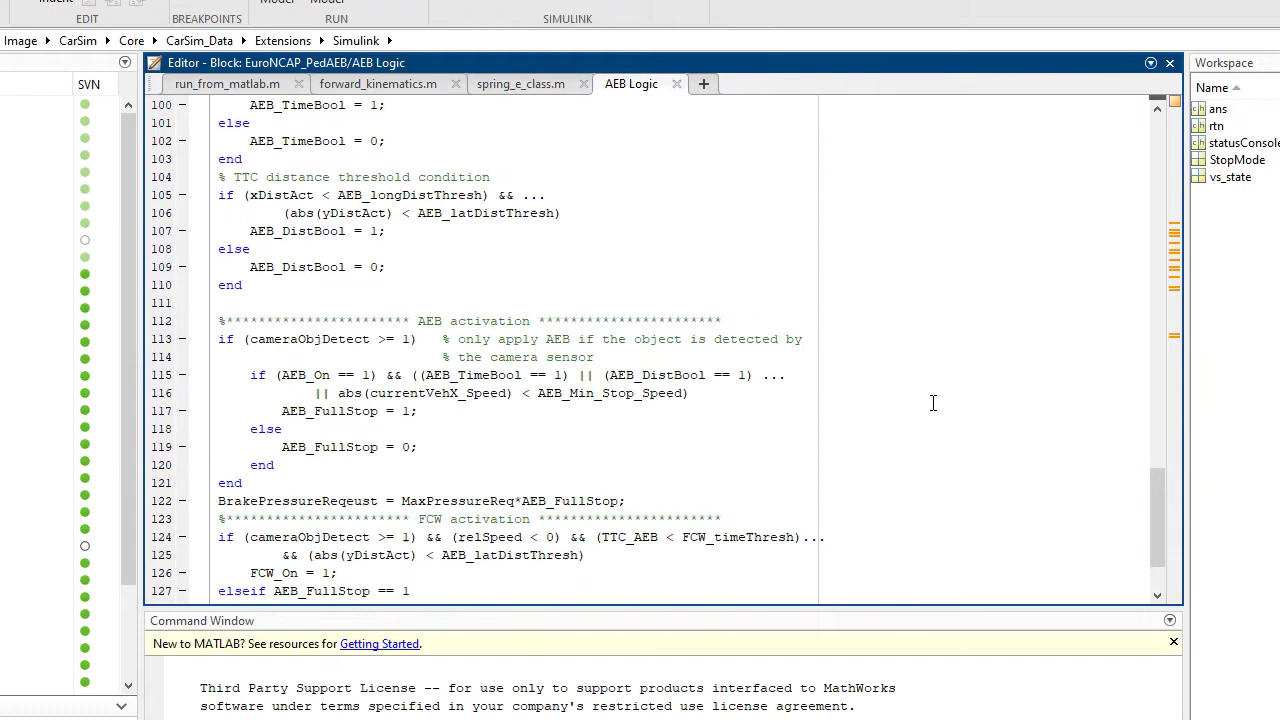 EDIT
BREAKPOINTS
RUN
SIMULINK
Image CarSim Core CarSim_Data Extensions Simulink
Editor - Block: EuroNCAP_PedAEB/AEB Logic
Workspace
SVN
run_from_matlab.m forward_kinematics.m spring_e_class.m AEB Logic
Name
ans
rtn
statusConsole
StopMode
vs_state
100 AEB_TimeBool = 1;
101 else
102 AEB_TimeBool = 0;
103 end
104 % TTC distance threshold condition
105 if (xDistAct < AEB_longDistThresh) && ...
106 (abs(yDistAct) < AEB_latDistThresh)
107 AEB_DistBool = 1;
108 else
109 AEB_DistBool = 0;
110 end
111
112 %*********************** AEB activation ***********************
113 if (cameraObjDetect >= 1) % only apply AEB if the object is detected by
114 % the camera sensor
115 if (AEB_On == 1) && ((AEB_TimeBool == 1) || (AEB_DistBool == 1) ...
116 || abs(currentVehX_Speed) < AEB_Min_Stop_Speed)
117 AEB_FullStop = 1;
118 else
119 AEB_FullStop = 0;
120 end
121 end
122 BrakePressureReqeust = MaxPressureReq*AEB_FullStop;
123 %*********************** FCW activation ***********************
124 if (cameraObjDetect >= 1) && (relSpeed < 0) && (TTC_AEB < FCW_timeThresh)...
125 && (abs(yDistAct) < AEB_latDistThresh)
126 FCW_On = 1;
127 elseif AEB_FullStop == 1
Command Window
New to MATLAB? See resources for Getting Started.
Third Party Support License -- for use only to support products interfaced to MathWorks
software under terms specified in your company's restricted use license agreement.